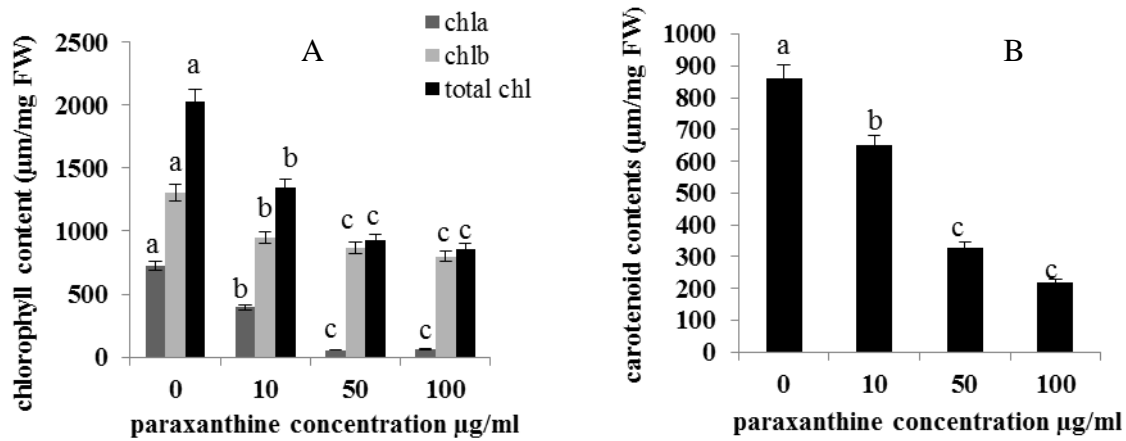 chla
chlb
total chl
A
chlorophyll content (µm/mg FW)
2500
2000
1500
1000
500
0
a
a
a
b
b
b
c
c
c
c
c
c
0 10 50 100
paraxanthine concentration µg/ml
B
carotenoid contents (µm/mg FW)
1000
900
800
700
600
500
400
300
200
100
0
a
b
c
c
0 10 50 100
paraxanthine concentration µg/ml